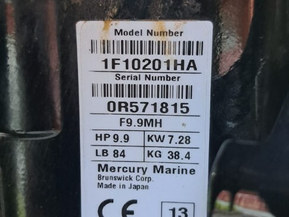 Model Number
1F10201HA
Serial Number
0R571815
F9.9MH
HP 9.9 KW 7.28
LB 84 KG 38.4
Mercury Marine
Brunswick Corp.
Made in Japan
CE 13